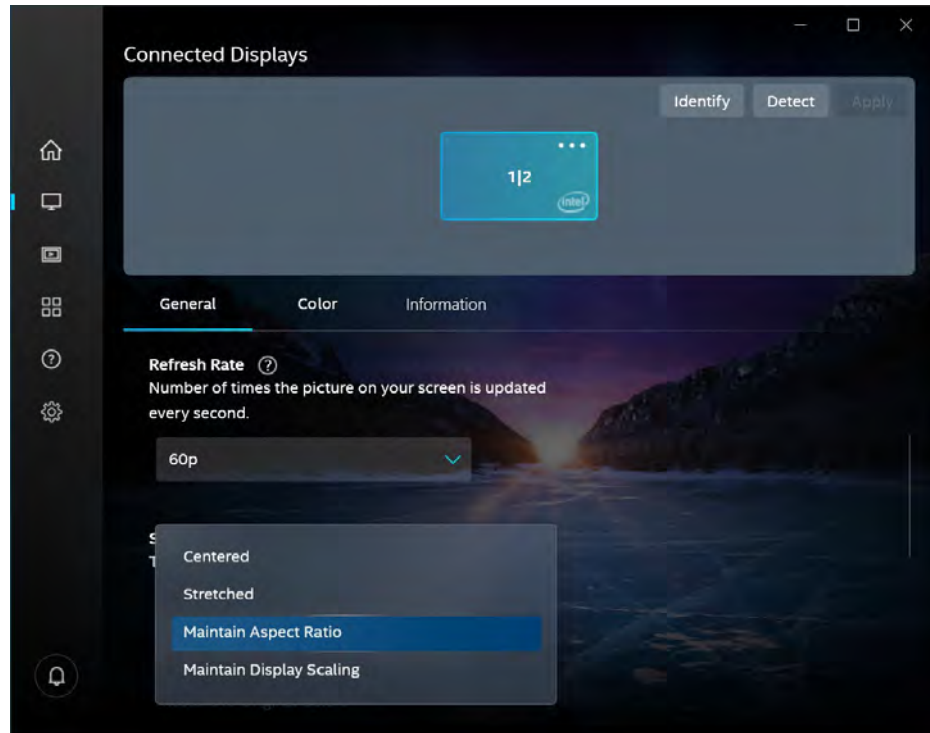 Connected Displays
Identify
Detect
Apply
1|2
intel
General
Color
Information
Refresh Rate ?
Number of times the picture on your screen is updated
every second.
60p
Centered
Stretched
Maintain Aspect Ratio
Maintain Display Scaling